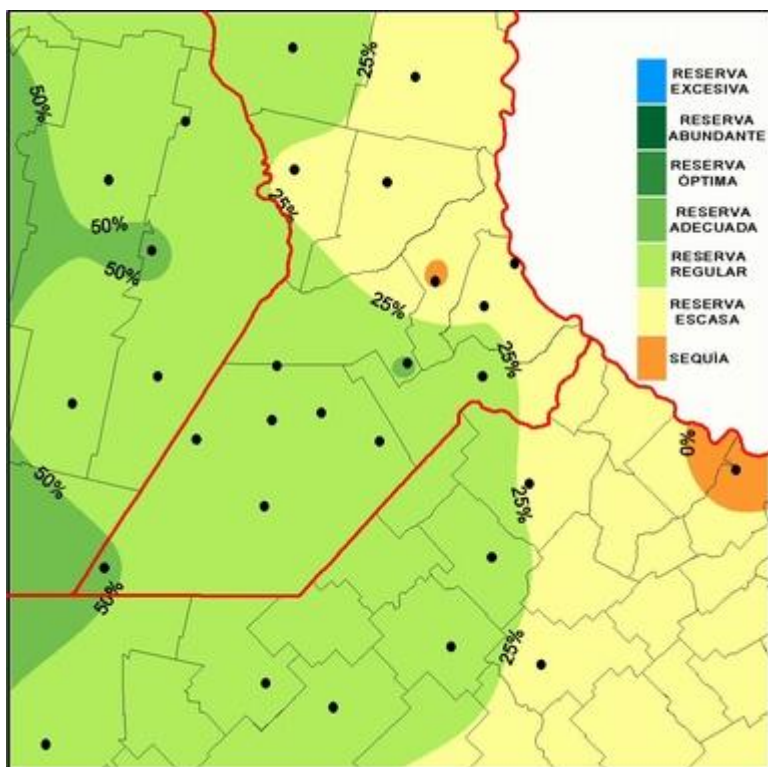 25%
50%
50%
50%
25%
25%
25%
50%
25%
25%
50%
0%
RESERVA
EXCESIVA
RESERVA
ABUNDANTE
RESERVA
ÓPTIMA
RESERVA
ADECUADA
RESERVA
REGULAR
RESERVA
ESCASA
SEQUÌA